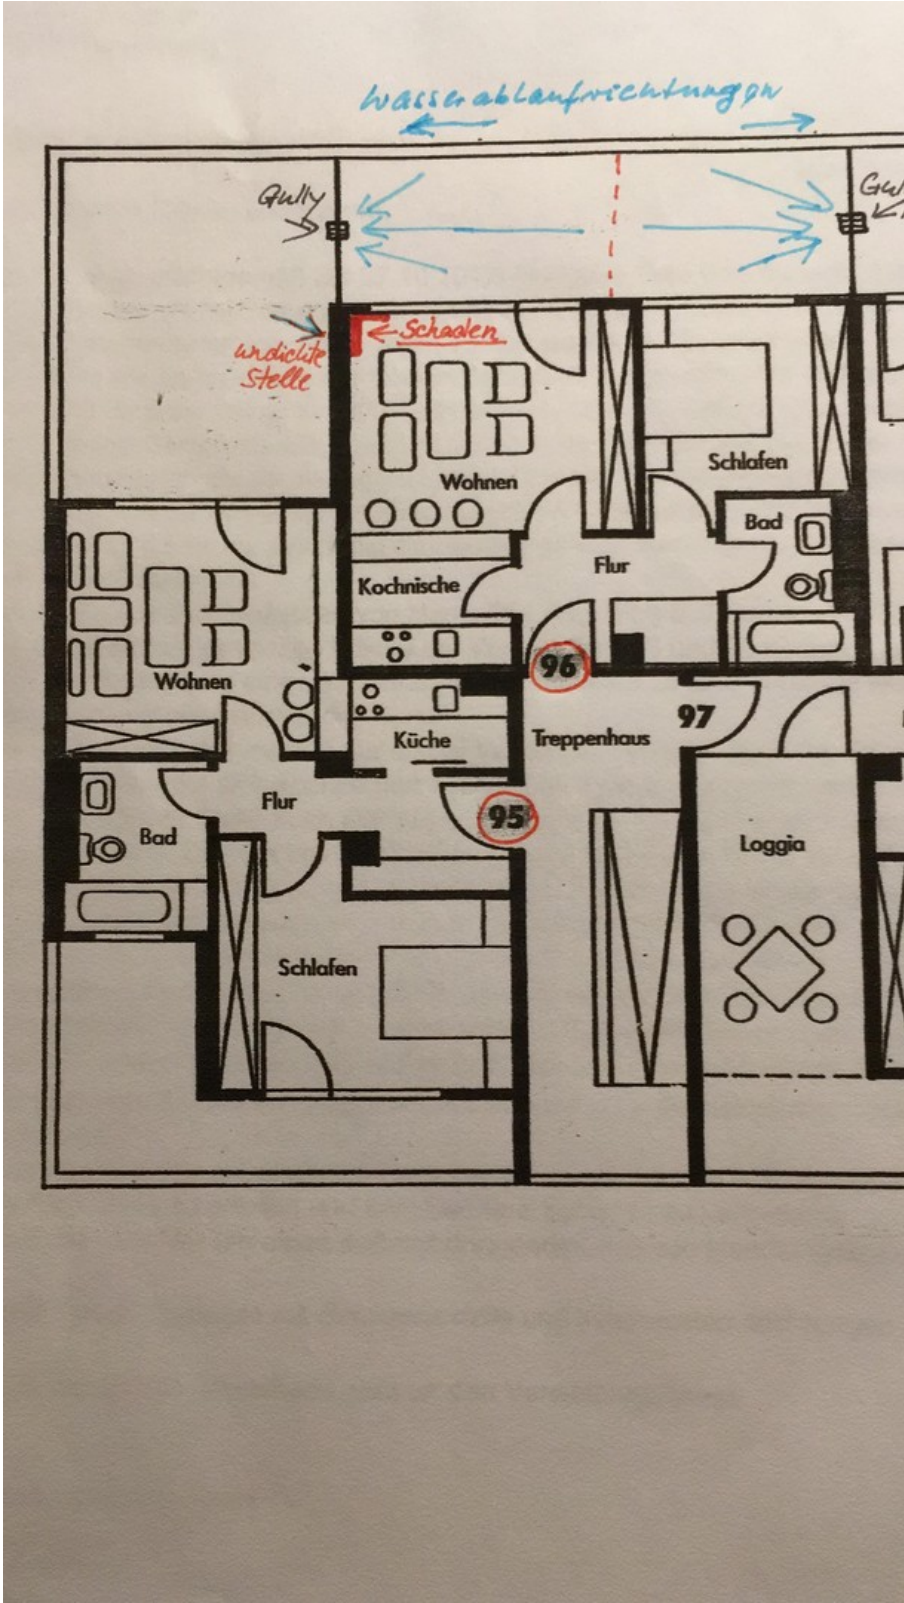 Wasserablaufrichtungen
Gully
Schaden
undichte
Stelle
Wohnen
Schlafen
Bad
Flur
Kochnische
96
Wohnen
97
Küche
Treppenhaus
Flur
95
Bad
Loggia
Schlafen